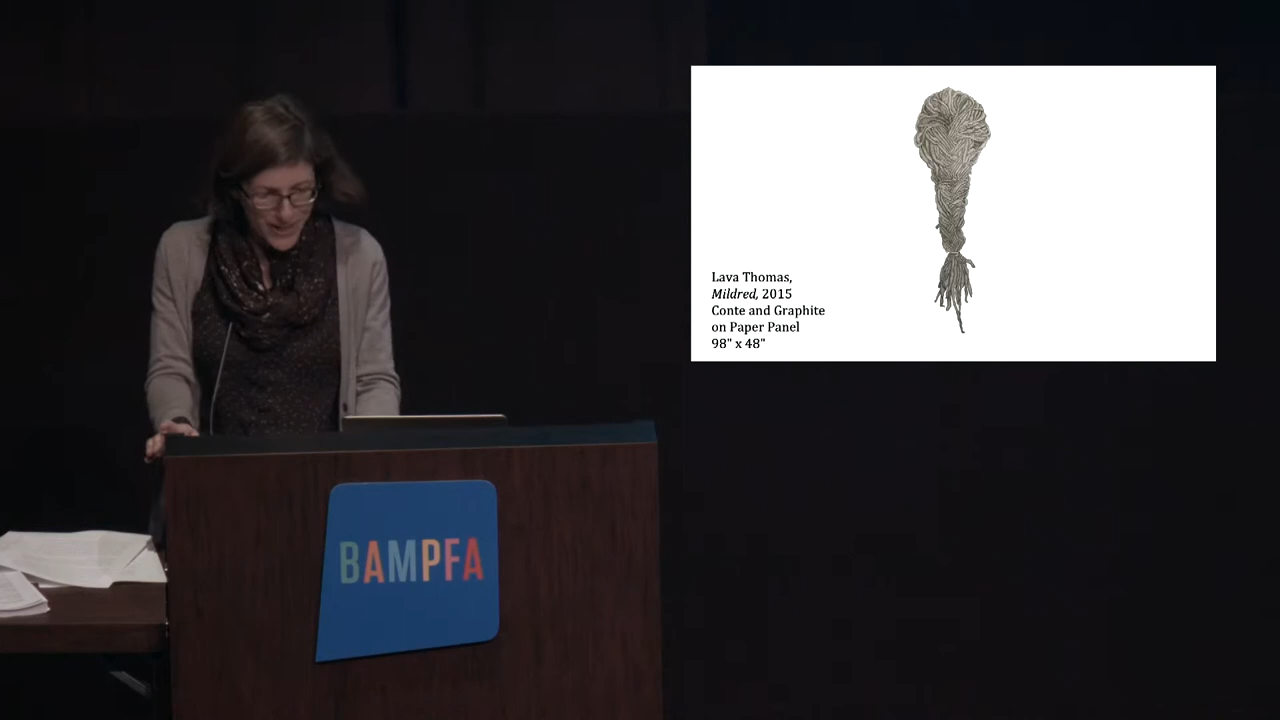 Lava Thomas,
Mildred, 2015
Conte and Graphite
on Paper Panel
98" x 48"
BAMPFA